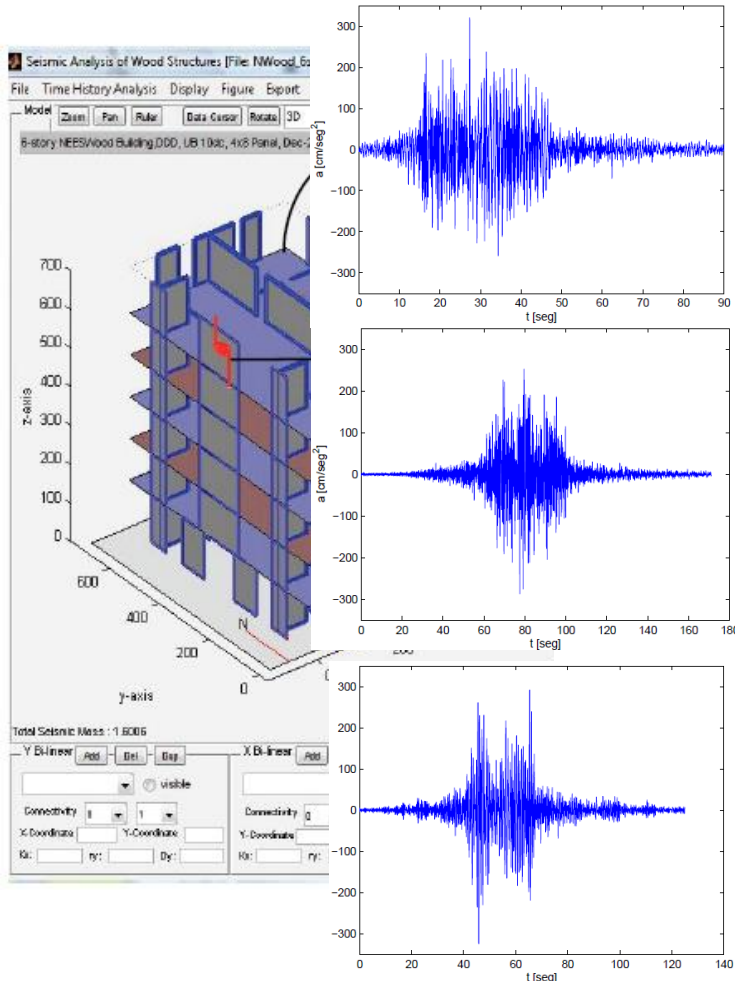 Seismic Analysis of Wood Structures [File: NWood_6s
File Time History Analysis Display Figure Export
Model Zoom Pan Ruler Data Cursor Rotate 3D
6-story NEESWood Building,DDD, UB 10dc, 4x8 Panel, Dec-
700
600
500
400
300
200
100
0
z-axis
600
400
200
0
y-axis
N
0
200
Total Seismic Mass : 1.6006
Y Bi-linear Add Del Gap
visible
Connectivity 0 1
X-Coordinate Y-Coordinate
Kx: ry: Dy:
X Bi-linear Add
Connectivity 0
Y-Coordinate
Kx: ry:
300
200
100
0
−100
−200
−300
a [cm/seg²]
0 10 20 30 40 50 60 70 80 90
t [seg]
300
200
100
0
−100
−200
−300
a [cm/seg²]
0 20 40 60 80 100 120 140 160 180
t [seg]
300
200
100
0
−100
−200
−300
0 20 40 60 80 100 120 140
t [seg]